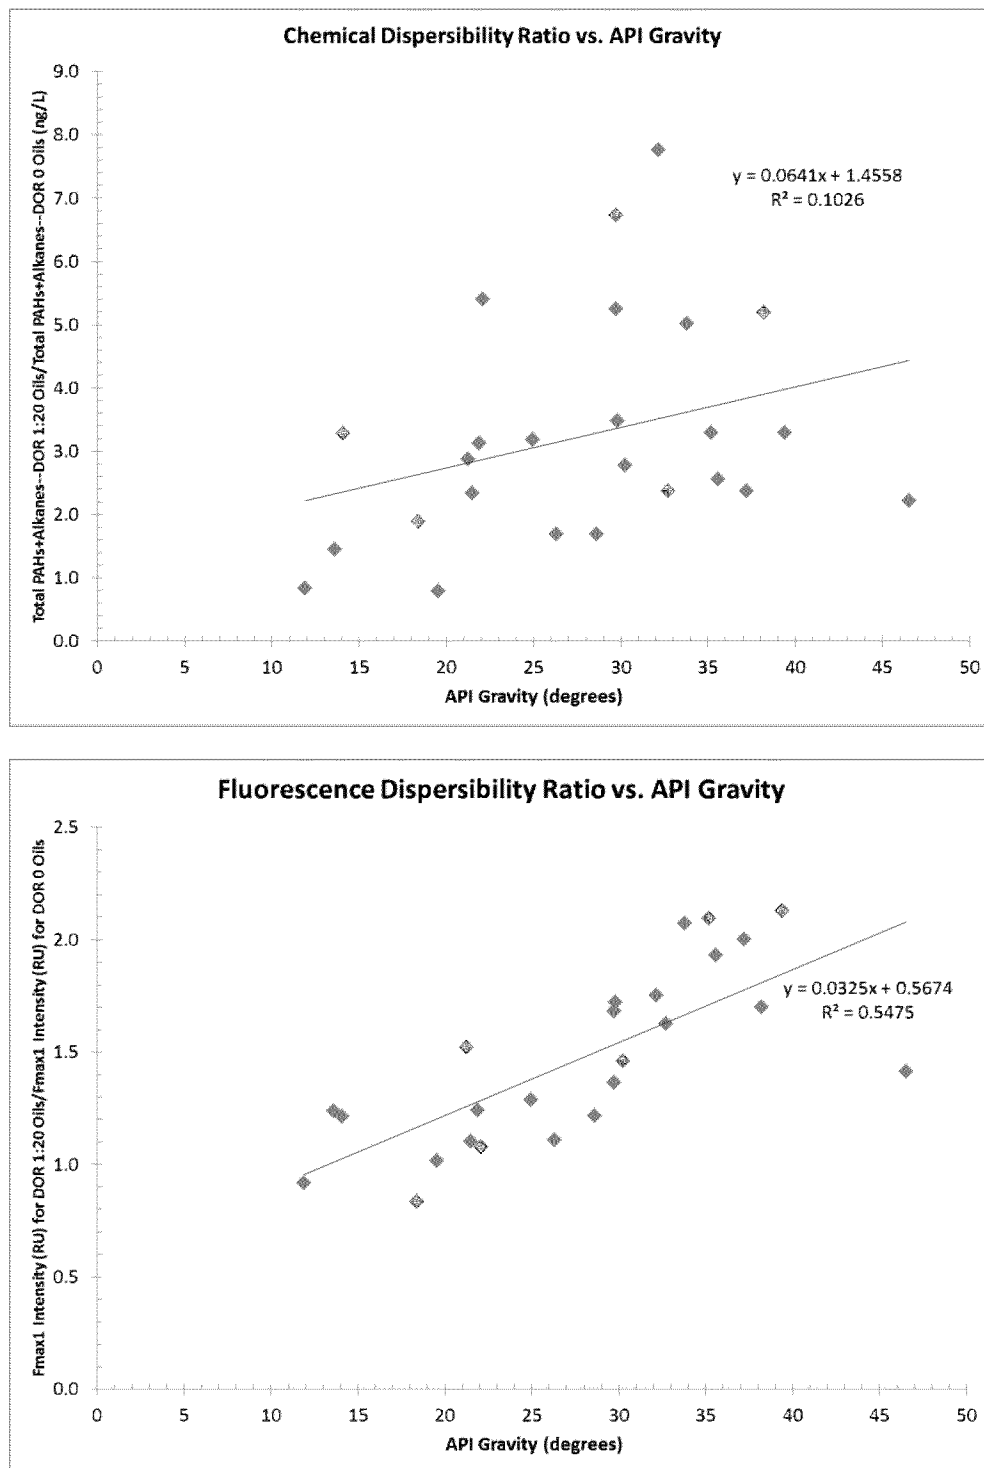 Chemical Dispersibility Ratio vs. API Gravity
Total PAHs+Alkanes--DOR 1:20 Oils/Total PAHs+Alkanes--DOR 0 Oils (ng/L)
9.0
8.0
7.0
6.0
5.0
4.0
3.0
2.0
1.0
0.0
y = 0.0641x + 1.4558
R² = 0.1026
0 5 10 15 20 25 30 35 40 45 50
API Gravity (degrees)
Fluorescence Dispersibility Ratio vs. API Gravity
Fmax1 Intensity (RU) for DOR 1:20 Oils/Fmax1 Intensity (RU) for DOR 0 Oils
2.5
2.0
1.5
1.0
0.5
0.0
y = 0.0325x + 0.5674
R² = 0.5475
0 5 10 15 20 25 30 35 40 45 50
API Gravity (degrees)